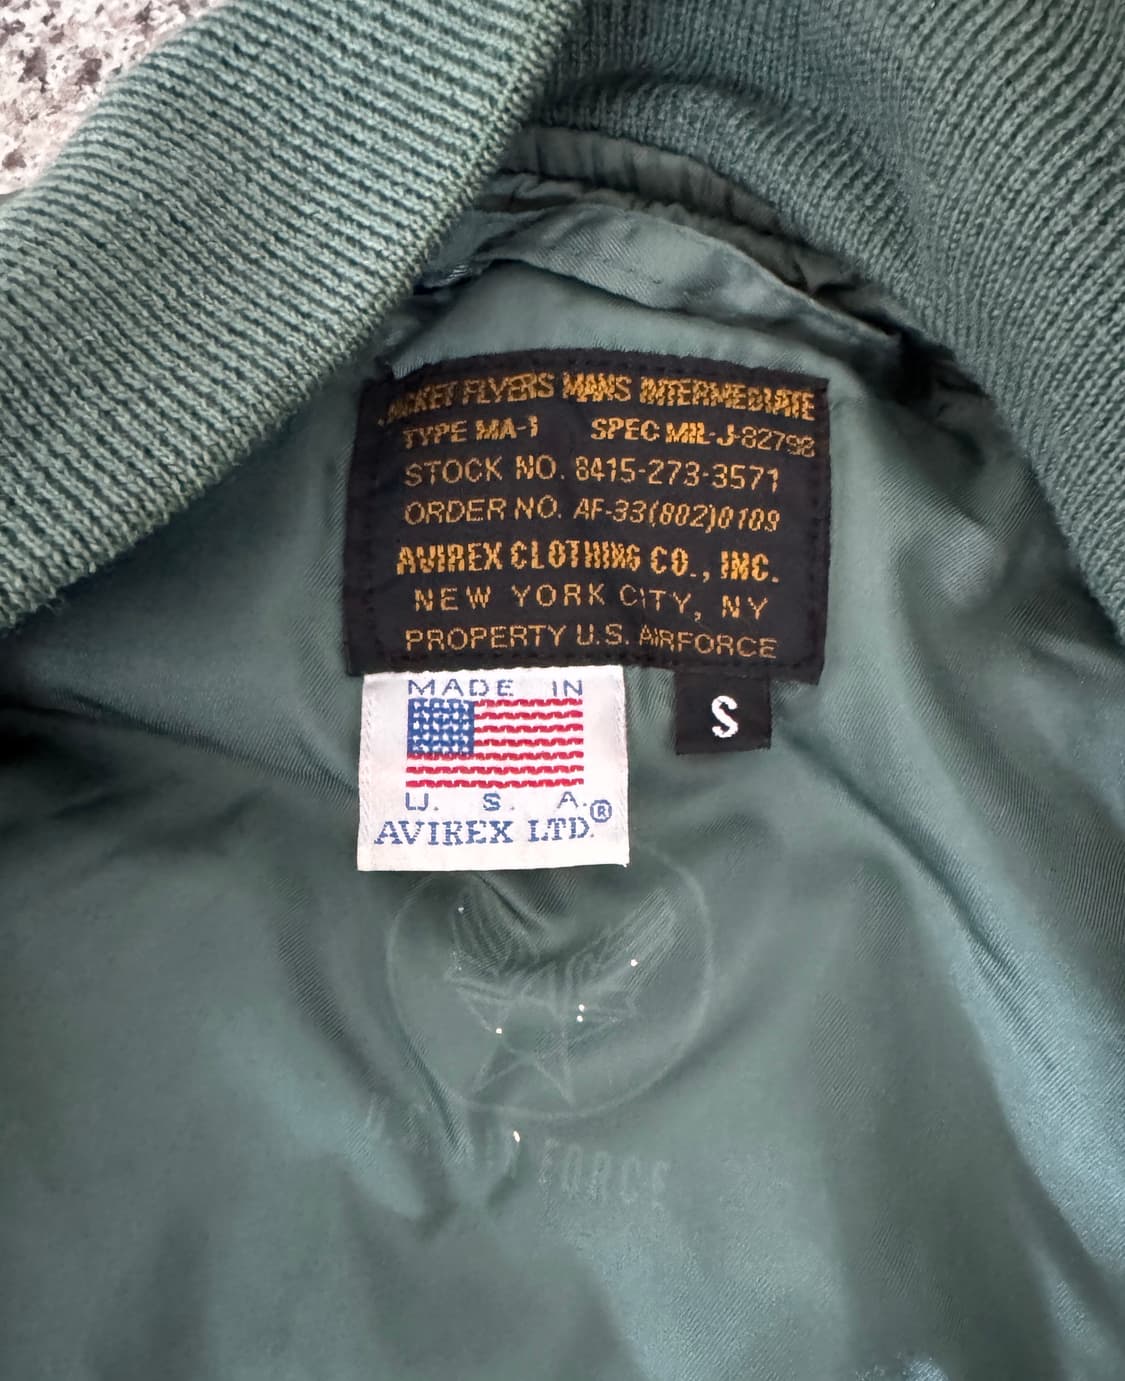 JACKET FLYERS MANS INTERMEDIATE
TYPE MA-1 SPEC MIL-J-82798
STOCK NO. 8415-273-3571
ORDER NO. AF-33(802)0109
AVIREX CLOTHING CO., INC.
NEW YORK CITY, NY
PROPERTY U.S. AIRFORCE
MADE IN
U. S. A.
AVIREX LTD.®
S
FORCE